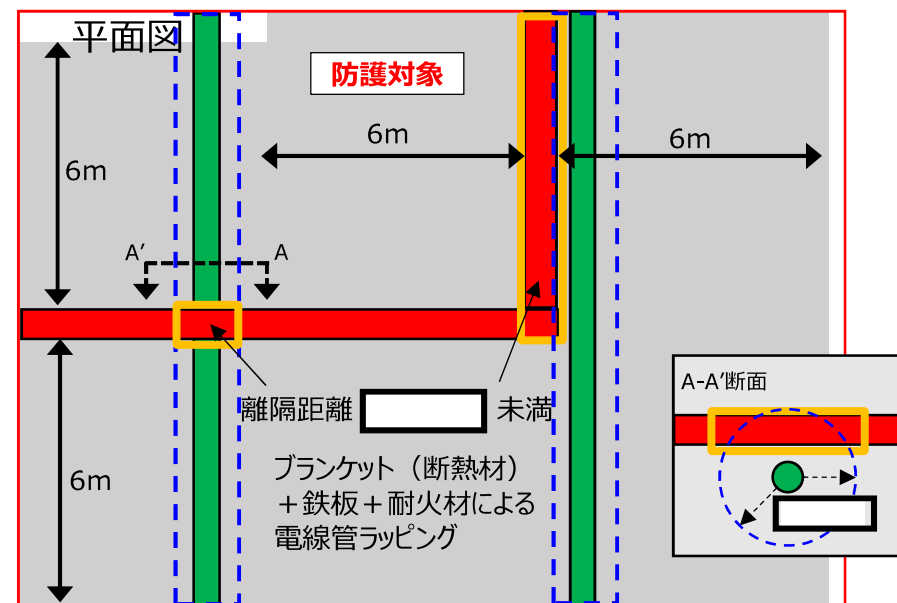 平面図
防護対象
6m
6m
6m
A′
A
離隔距離
未満
A-A′断面
6m
ブランケット（断熱材）
＋鉄板＋耐火材による
電線管ラッピング